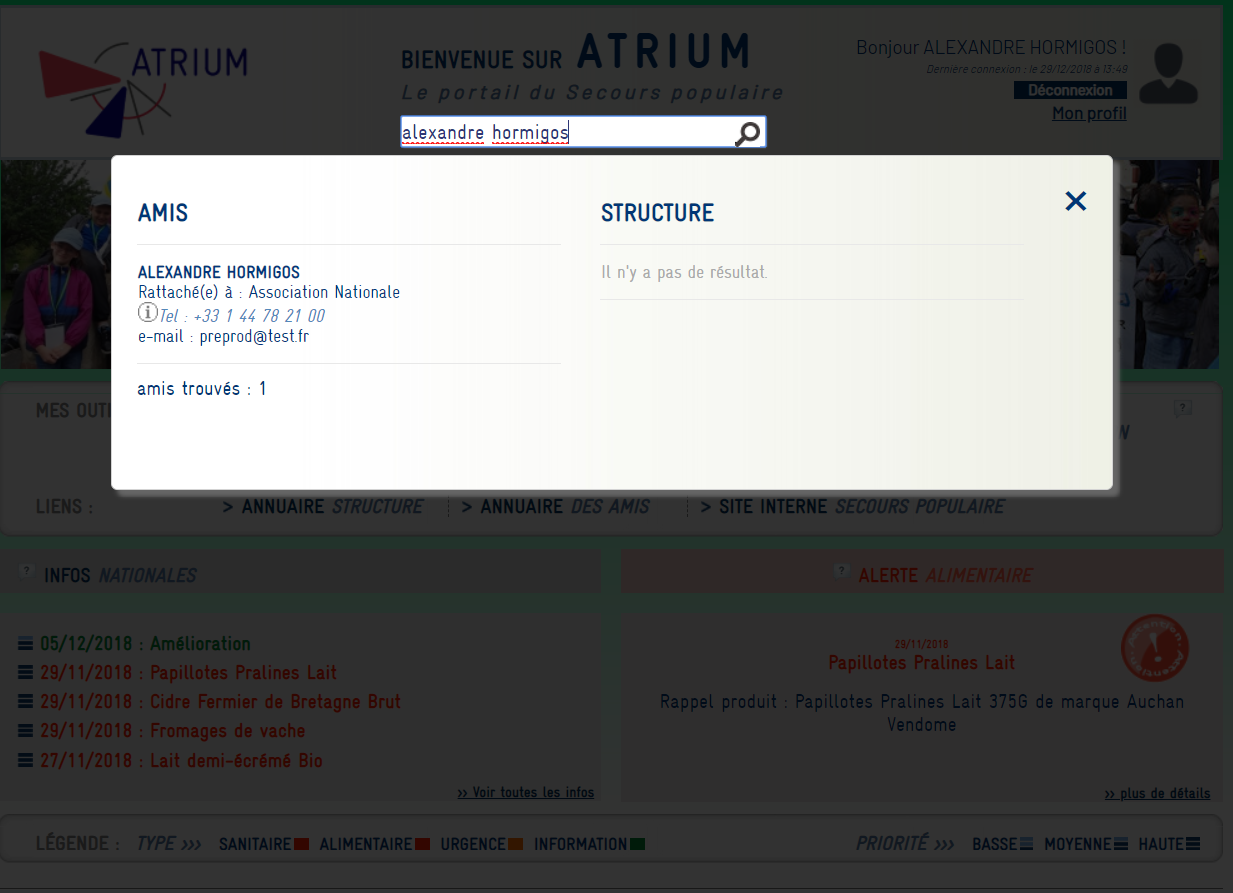 ATRIUM
BIENVENUE SUR ATRIUM
Le portail du Secours populaire
Bonjour ALEXANDRE HORMIGOS !
Dernière connexion : le 29/12/2018 à 13:49
Déconnexion
Mon profil
alexandre hormigos
AMIS
ALEXANDRE HORMIGOS
Rattaché(e) à : Association Nationale
Tel : +33 1 44 78 21 00
e-mail : preprod@test.fr
amis trouvés : 1
STRUCTURE
Il n'y a pas de résultat.
MES OUTI
?
LIENS :
> ANNUAIRE STRUCTURE
> ANNUAIRE DES AMIS
> SITE INTERNE SECOURS POPULAIRE
? INFOS NATIONALES
05/12/2018 : Amélioration
29/11/2018 : Papillotes Pralines Lait
29/11/2018 : Cidre Fermier de Bretagne Brut
29/11/2018 : Fromages de vache
27/11/2018 : Lait demi-écrémé Bio
>> Voir toutes les infos
? ALERTE ALIMENTAIRE
29/11/2018
Papillotes Pralines Lait
Rappel produit : Papillotes Pralines Lait 375G de marque Auchan
Vendome
>> plus de détails
LÉGENDE : TYPE >>> SANITAIRE ALIMENTAIRE URGENCE INFORMATION
PRIORITÉ >>> BASSE MOYENNE HAUTE